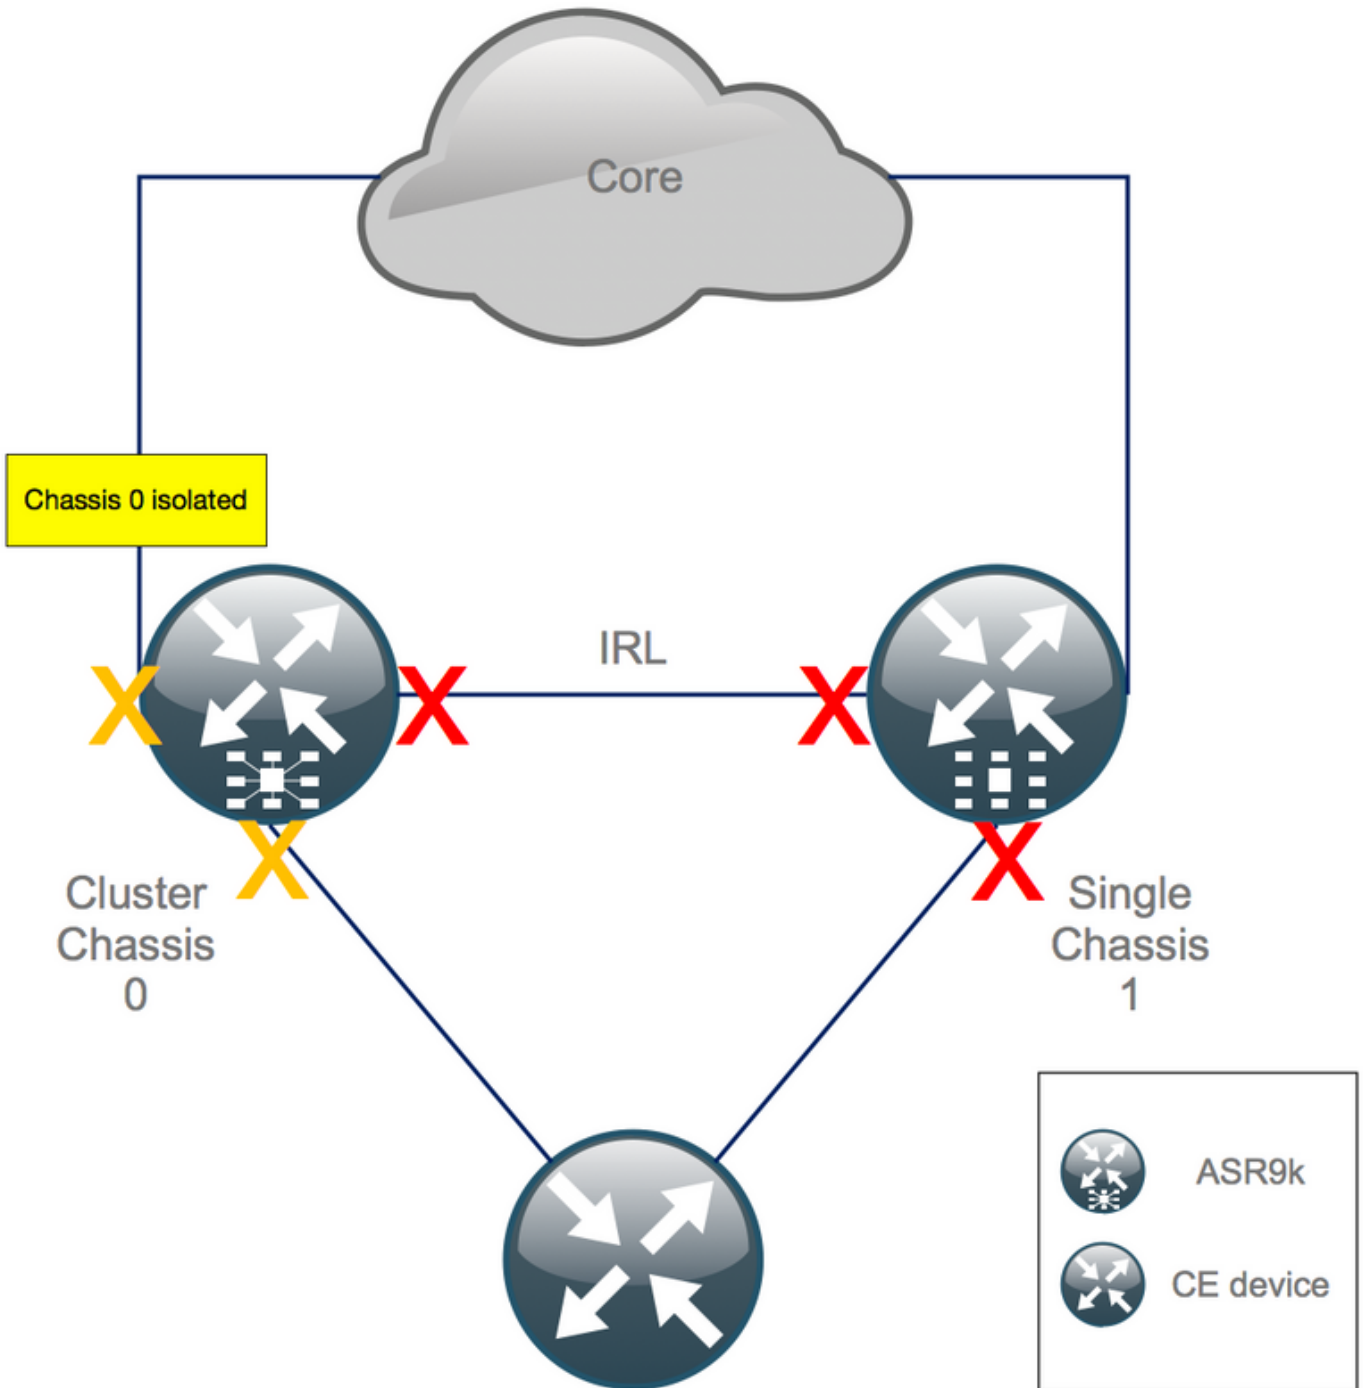 Core
Chassis 0 isolated
IRL
X
X
X
X
X
X
Cluster
Chassis
0
Single
Chassis
1
ASR9k
CE device